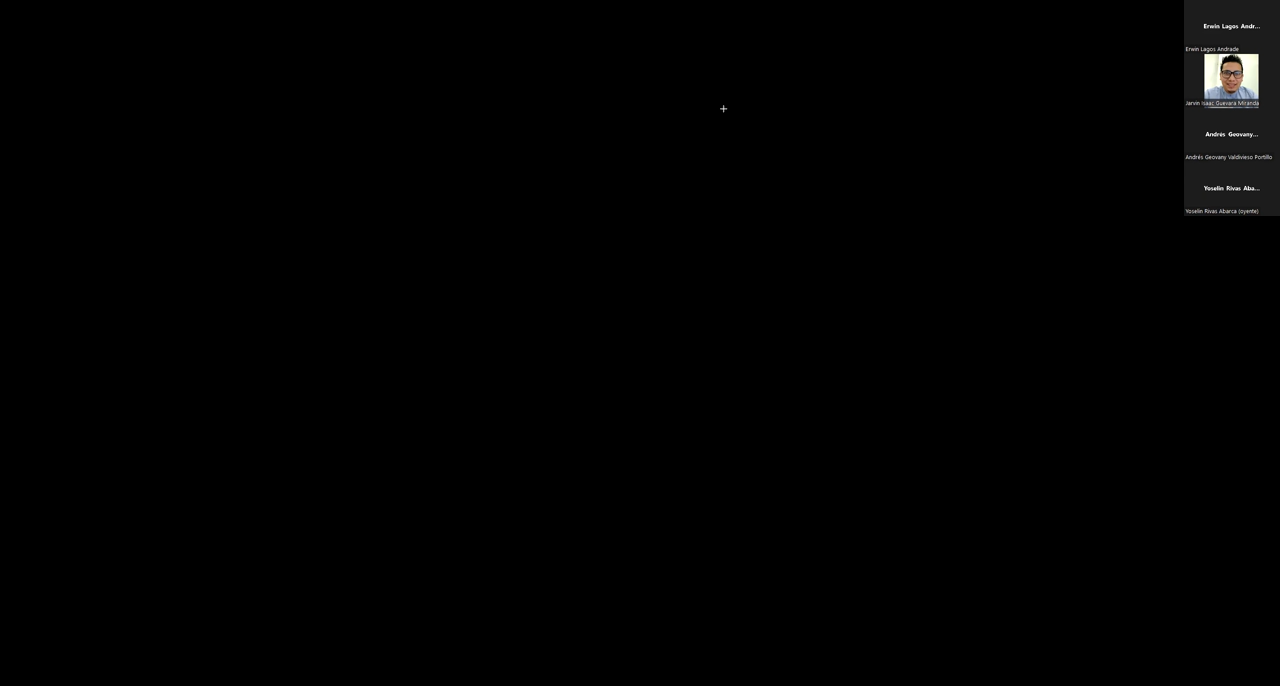 Erwin Lagos Andr...
Erwin Lagos Andrade
Jarvin Isaac Guevara Miranda
Andrés Geovany...
Andrés Geovany Valdivieso Portillo
Yoselin Rivas Aba...
Yoselin Rivas Abarca (oyente)